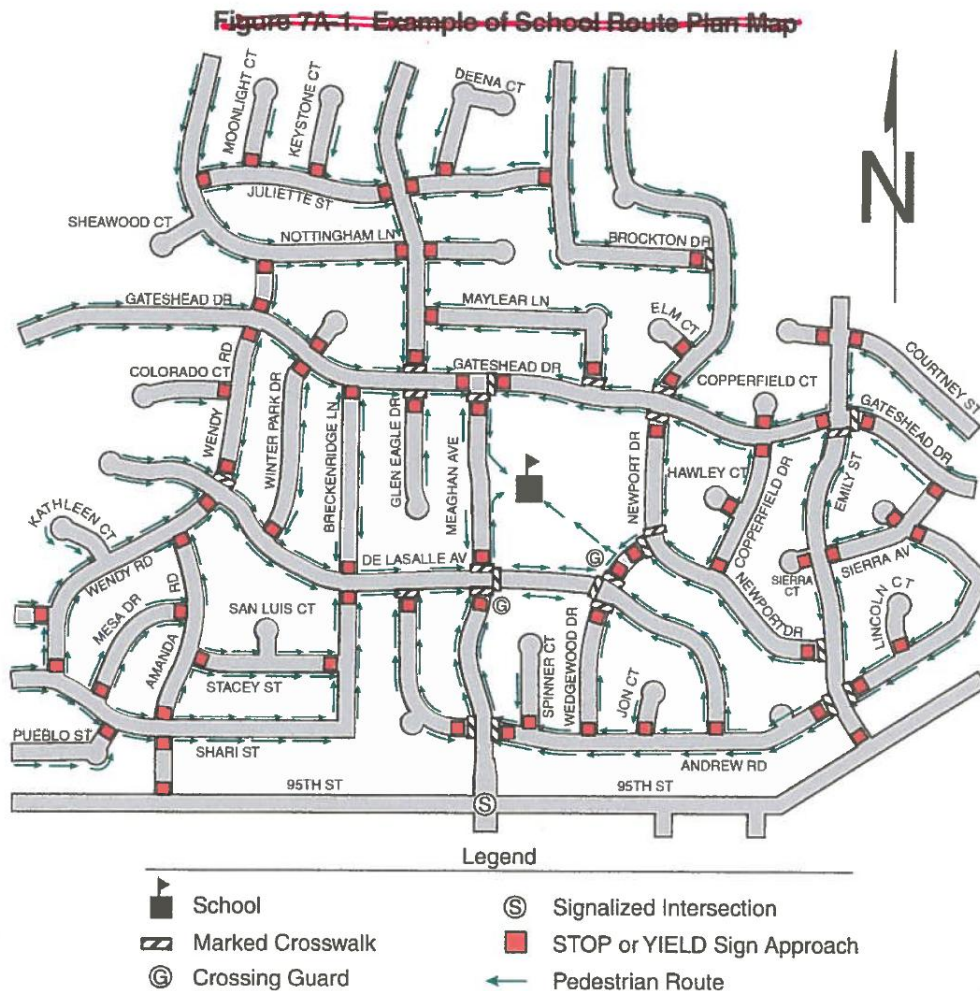 Figure 7A-1. Example of School Route Plan Map
MOONLIGHT CT
KEYSTONE CT
DEENA CT
N
JULIETTE ST
SHEAWOOD CT
NOTTINGHAM LN
BROCKTON DR
GATESHEAD DR
MAYLEAR LN
ELM CT
COURTNEY ST
GATESHEAD DR
COLORADO CT
WENDY RD
WINTER PARK DR
BRECKENRIDGE LN
GLEN EAGLE DR
MEAGHAN AVE
COPPERFIELD CT
GATESHEAD DR
NEWPORT DR
HAWLEY CT
COPPERFIELD DR
EMILY ST
KATHLEEN CT
WENDY RD
DE LASALLE AV
G
SIERRA CT
SIERRA AV
NEWPORT DR
LINCOLN CT
MESA DR
AMANDA RD
SAN LUIS CT
G
STACEY ST
SPINNER CT
WEDGEWOOD DR
JON CT
PUEBLO ST
SHARI ST
ANDREW RD
95TH ST
95TH ST
S
Legend
School
Marked Crosswalk
G Crossing Guard
S Signalized Intersection
STOP or YIELD Sign Approach
Pedestrian Route